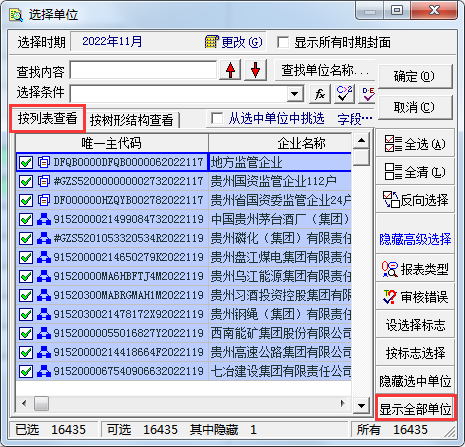 选择单位
选择时期 2022年11月 更改(G) 显示所有时期封面
查找内容 查找单位名称... 确定(O)
选择条件 fx C>2 D-E 取消(C)
按列表查看 按树形结构查看 从选中单位中挑选 字段…
唯一主代码 企业名称
DFQB0000DFQB0000062022117 地方监管企业
#GZS520000000002732022117 贵州国资监管企业112户
DF000000HZQYB002782022117 贵州省国资委监管企业24户
915200002149908473 2022119 中国贵州茅台酒厂（集团）
#GZS5201053320534R2022119 贵州磷化（集团）有限责任
91520000214650279K2022119 贵州盘江煤电集团有限责任
91520000MA6HBFTJ4M2022119 贵州乌江能源集团有限责任
91520300MABRGMAH1M2022119 贵州习酒投资控股集团有限
91520300214781 72X92022119 贵州钢绳（集团）有限责任
91520000055016827Y2022119 西南能矿集团股份有限公司
91520000214418664F2022119 贵州高速公路集团有限公司
915200006754090663 2022119 七冶建设集团有限责任公司
全选(A)
全清(L)
反向选择
隐藏高级选择
报表类型
审核错误
设选择标志
按标志选择
隐藏选中单位
显示全部单位
已选 16435 可选 16435 其中隐藏 1 所有 16435